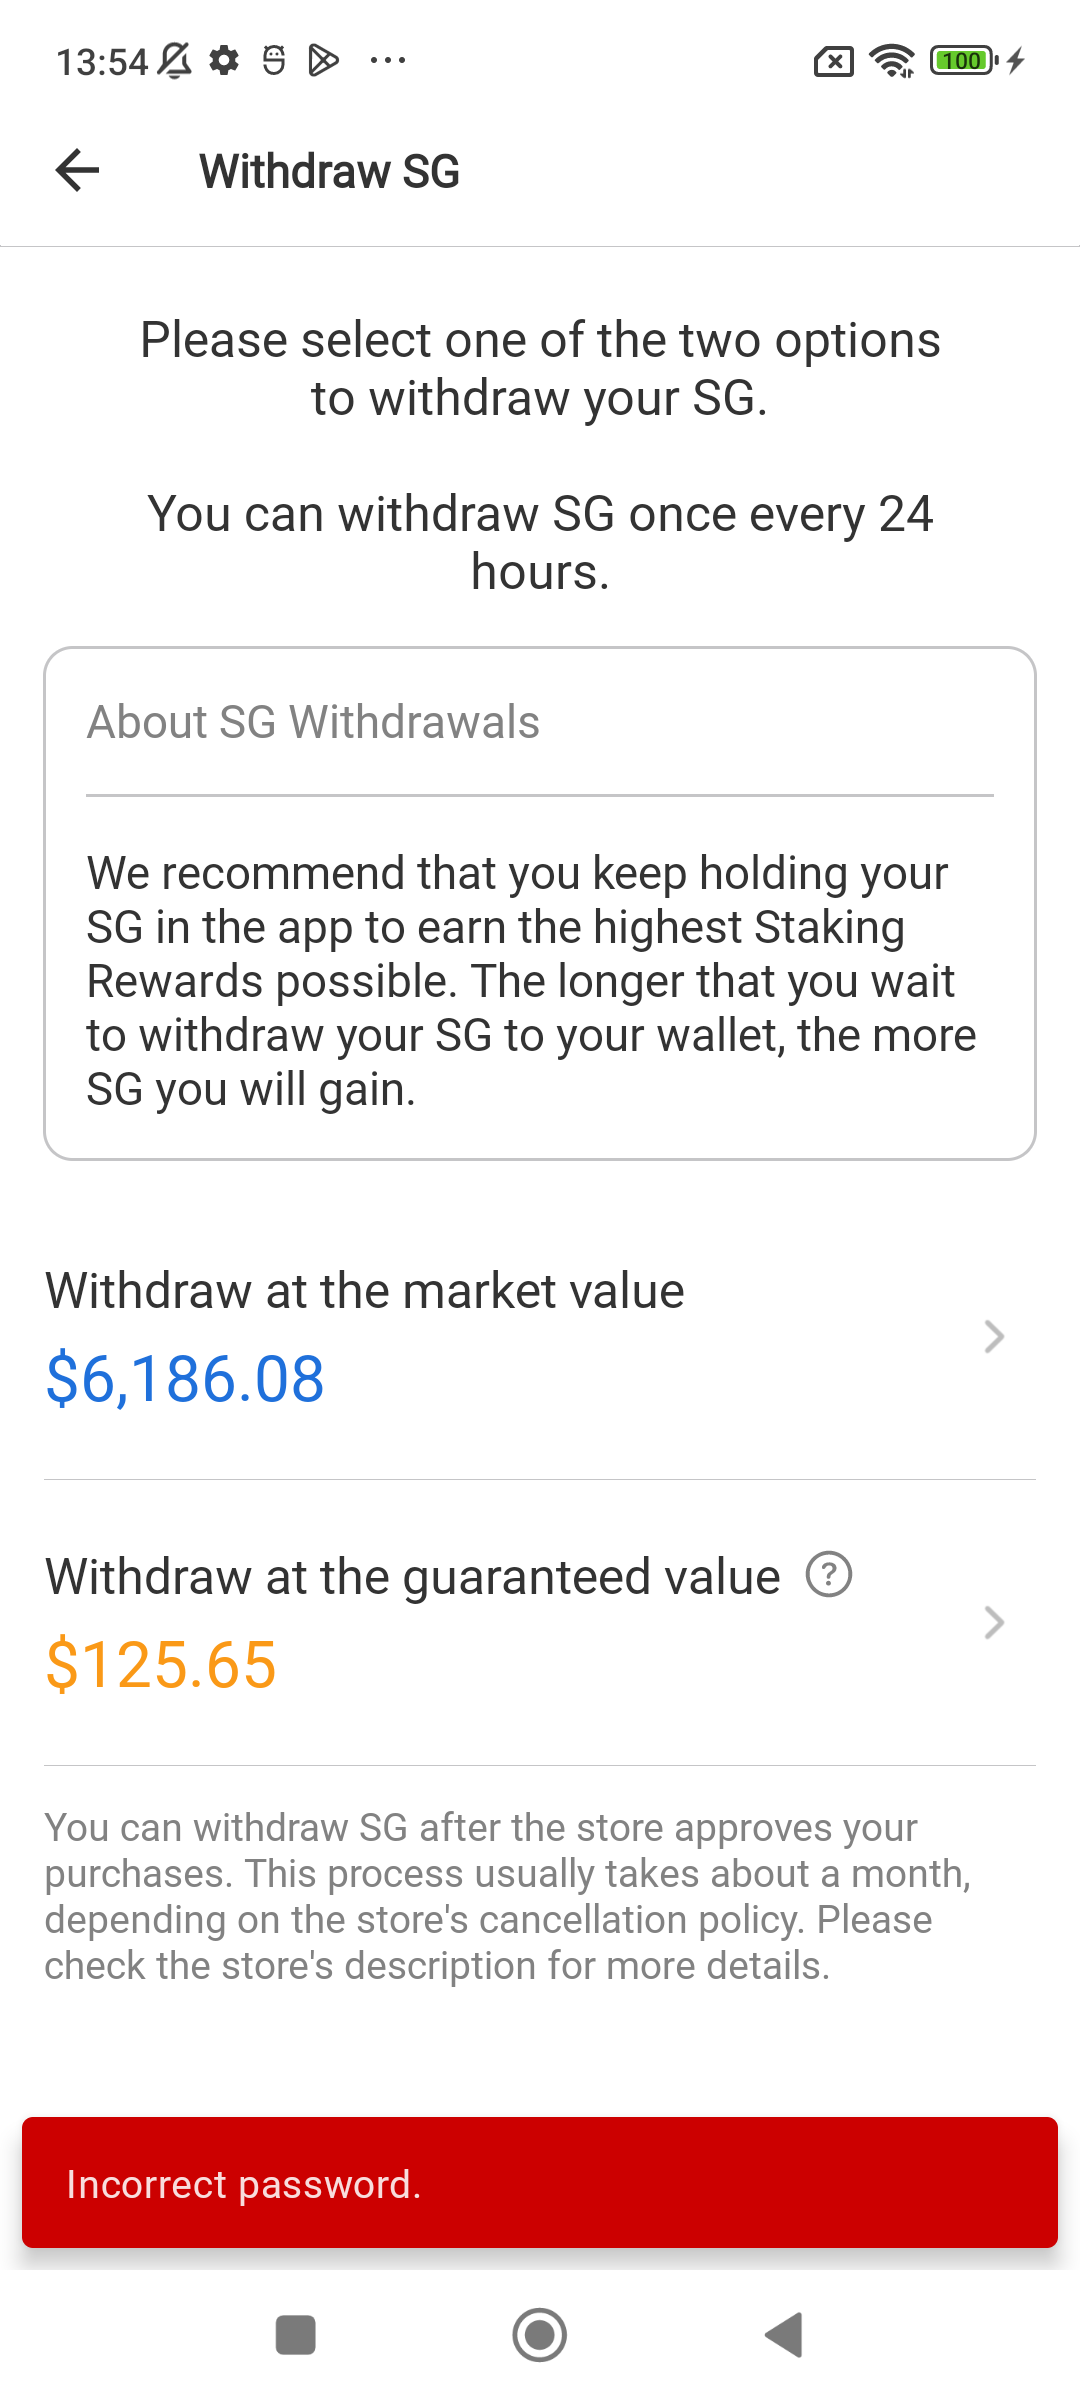 13:54
100
Withdraw SG
Please select one of the two options
to withdraw your SG.
You can withdraw SG once every 24
hours.
About SG Withdrawals
We recommend that you keep holding your
SG in the app to earn the highest Staking
Rewards possible. The longer that you wait
to withdraw your SG to your wallet, the more
SG you will gain.
Withdraw at the market value
$6,186.08
Withdraw at the guaranteed value ?
$125.65
You can withdraw SG after the store approves your
purchases. This process usually takes about a month,
depending on the store's cancellation policy. Please
check the store's description for more details.
Incorrect password.